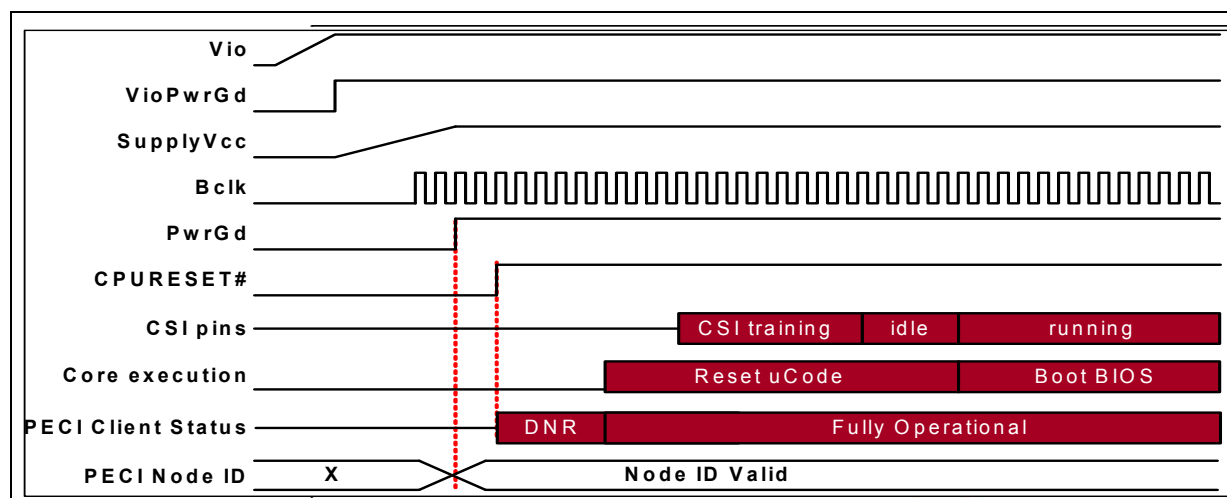 Vio
VioPwrGd
SupplyVcc
Bclk
PwrGd
CPURESET#
CSI pins CSI training idle running
Core execution Reset uCode Boot BIOS
PECI Client Status DNR Fully Operational
PECI Node ID X Node ID Valid